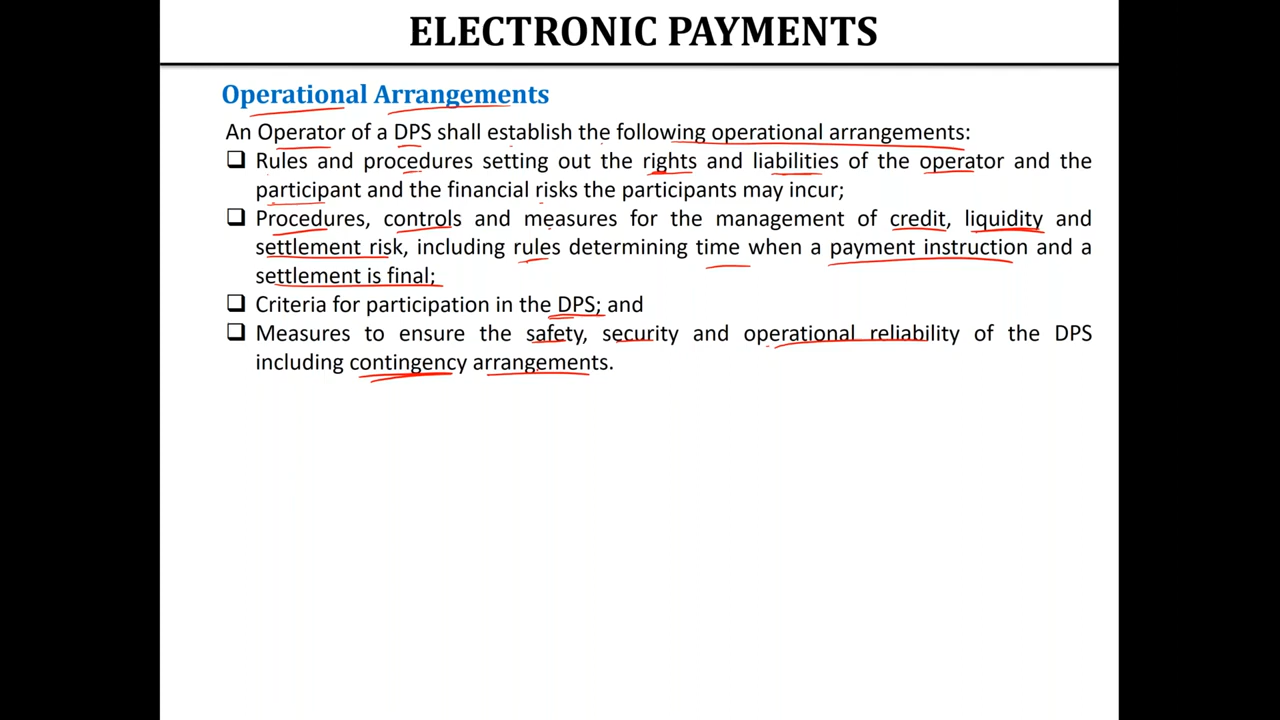 ELECTRONIC PAYMENTS
Operational Arrangements
An Operator of a DPS shall establish the following operational arrangements:
❑ Rules and procedures setting out the rights and liabilities of the operator and the
participant and the financial risks the participants may incur;
❑ Procedures, controls and measures for the management of credit, liquidity and
settlement risk, including rules determining time when a payment instruction and a
settlement is final;
❑ Criteria for participation in the DPS; and
❑ Measures to ensure the safety, security and operational reliability of the DPS
including contingency arrangements.